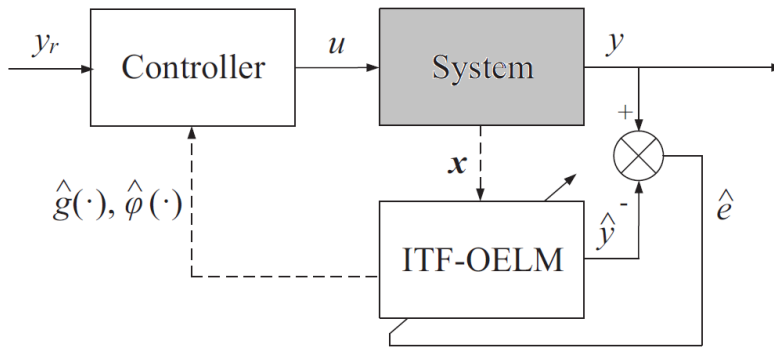 y_r
Controller
u
System
y
+
x
ĝ(·), φ̂(·)
ITF-OELM
ŷ
-
ê